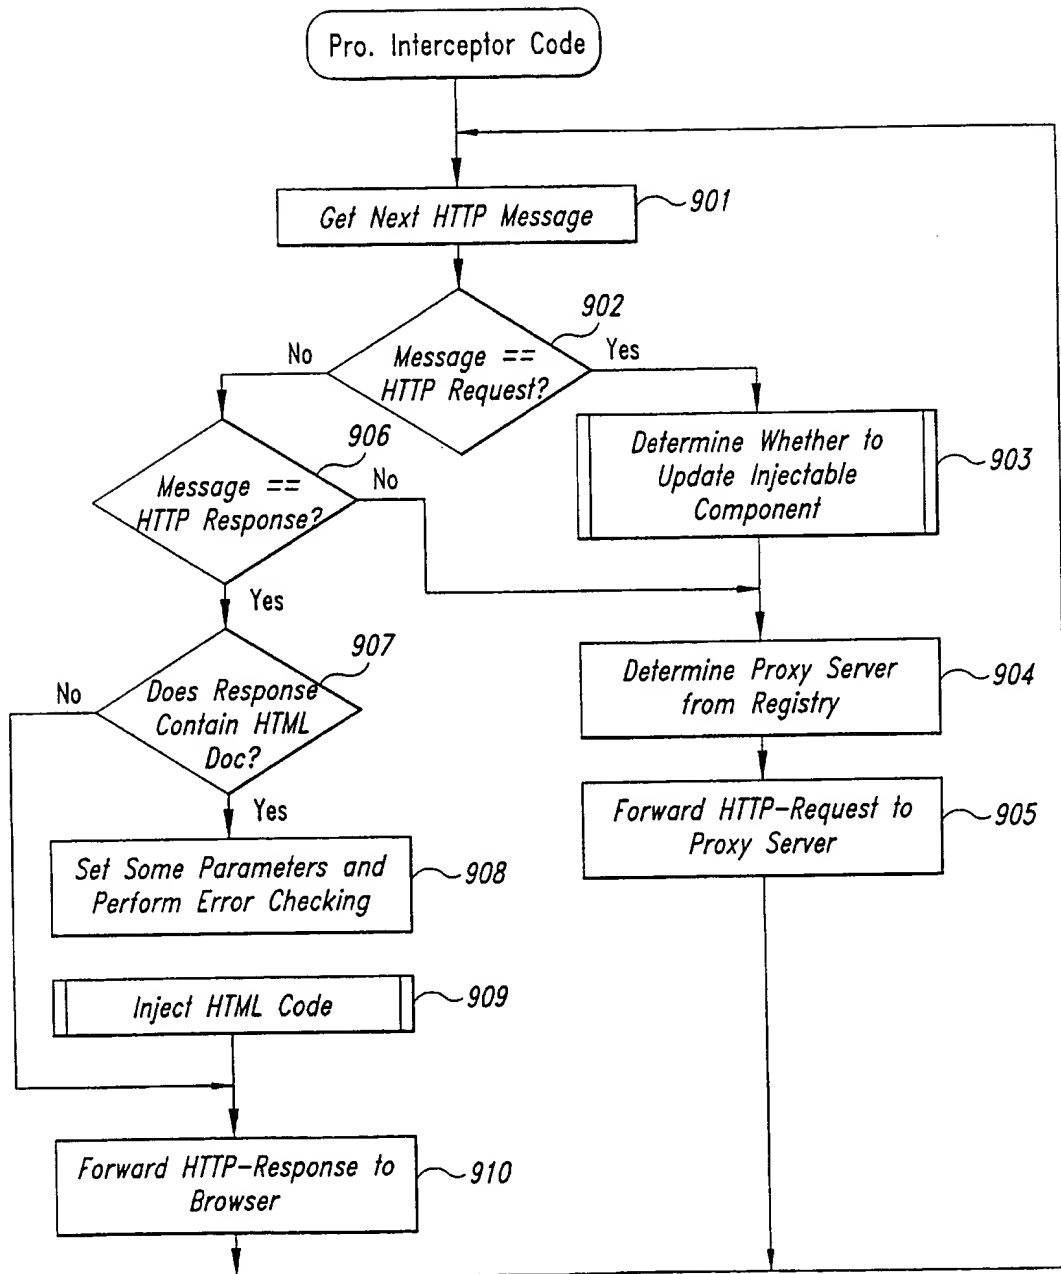 Pro. Interceptor Code
Get Next HTTP Message
901
902
Message ==
HTTP Request?
No
Yes
906
Message ==
HTTP Response?
No
Yes
Determine Whether to
Update Injectable
Component
903
907
Does Response
Contain HTML
Doc?
No
Yes
Determine Proxy Server
from Registry
904
Forward HTTP-Request to
Proxy Server
905
Set Some Parameters and
Perform Error Checking
908
Inject HTML Code
909
Forward HTTP-Response to
Browser
910